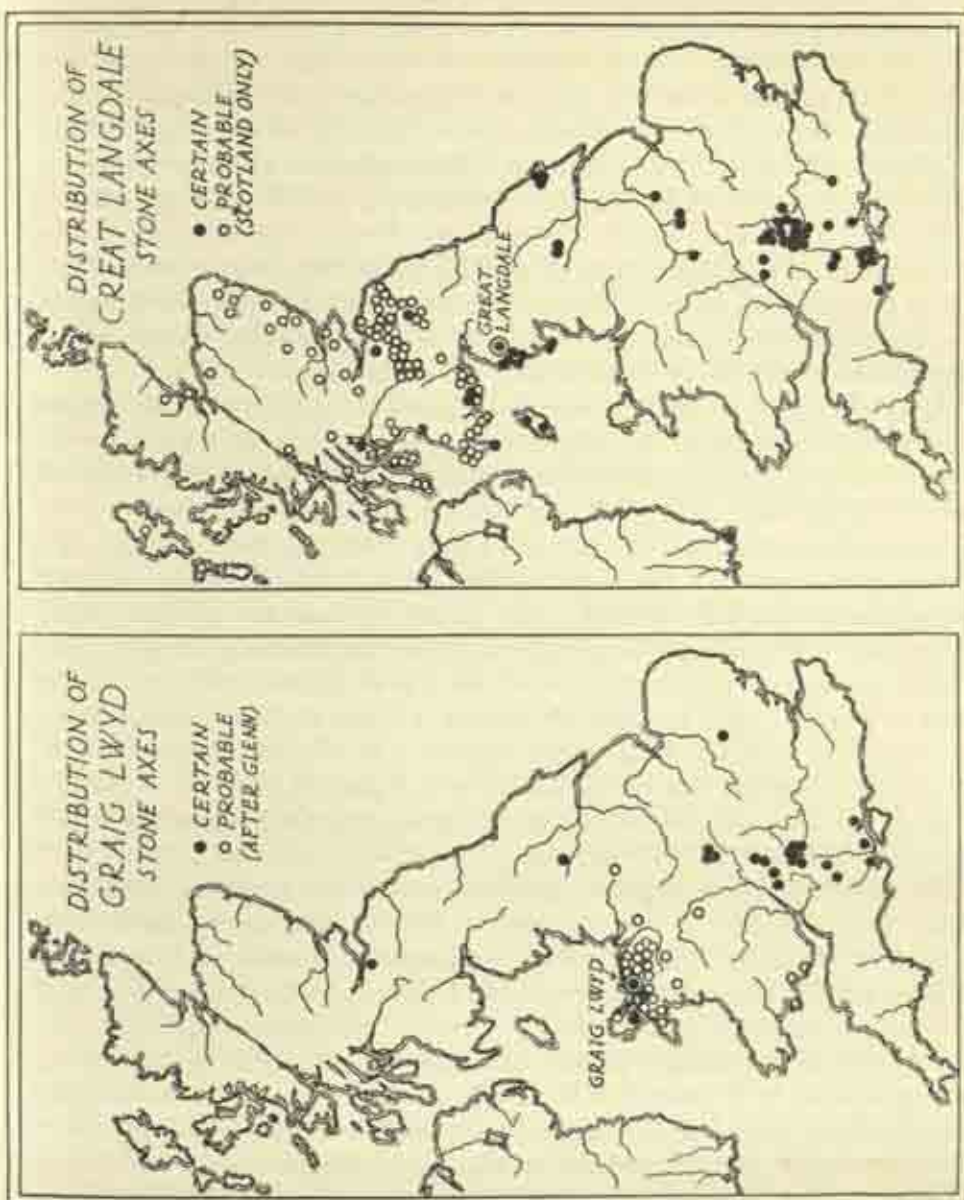 DISTRIBUTION OF
GRAIG LWYD
STONE AXES
● CERTAIN
○ PROBABLE
(AFTER GLENN)
GRAIG LWYD
DISTRIBUTION OF
GREAT LANGDALE
STONE AXES
● CERTAIN
○ PROBABLE
(SCOTLAND ONLY)
GREAT
LANGDALE